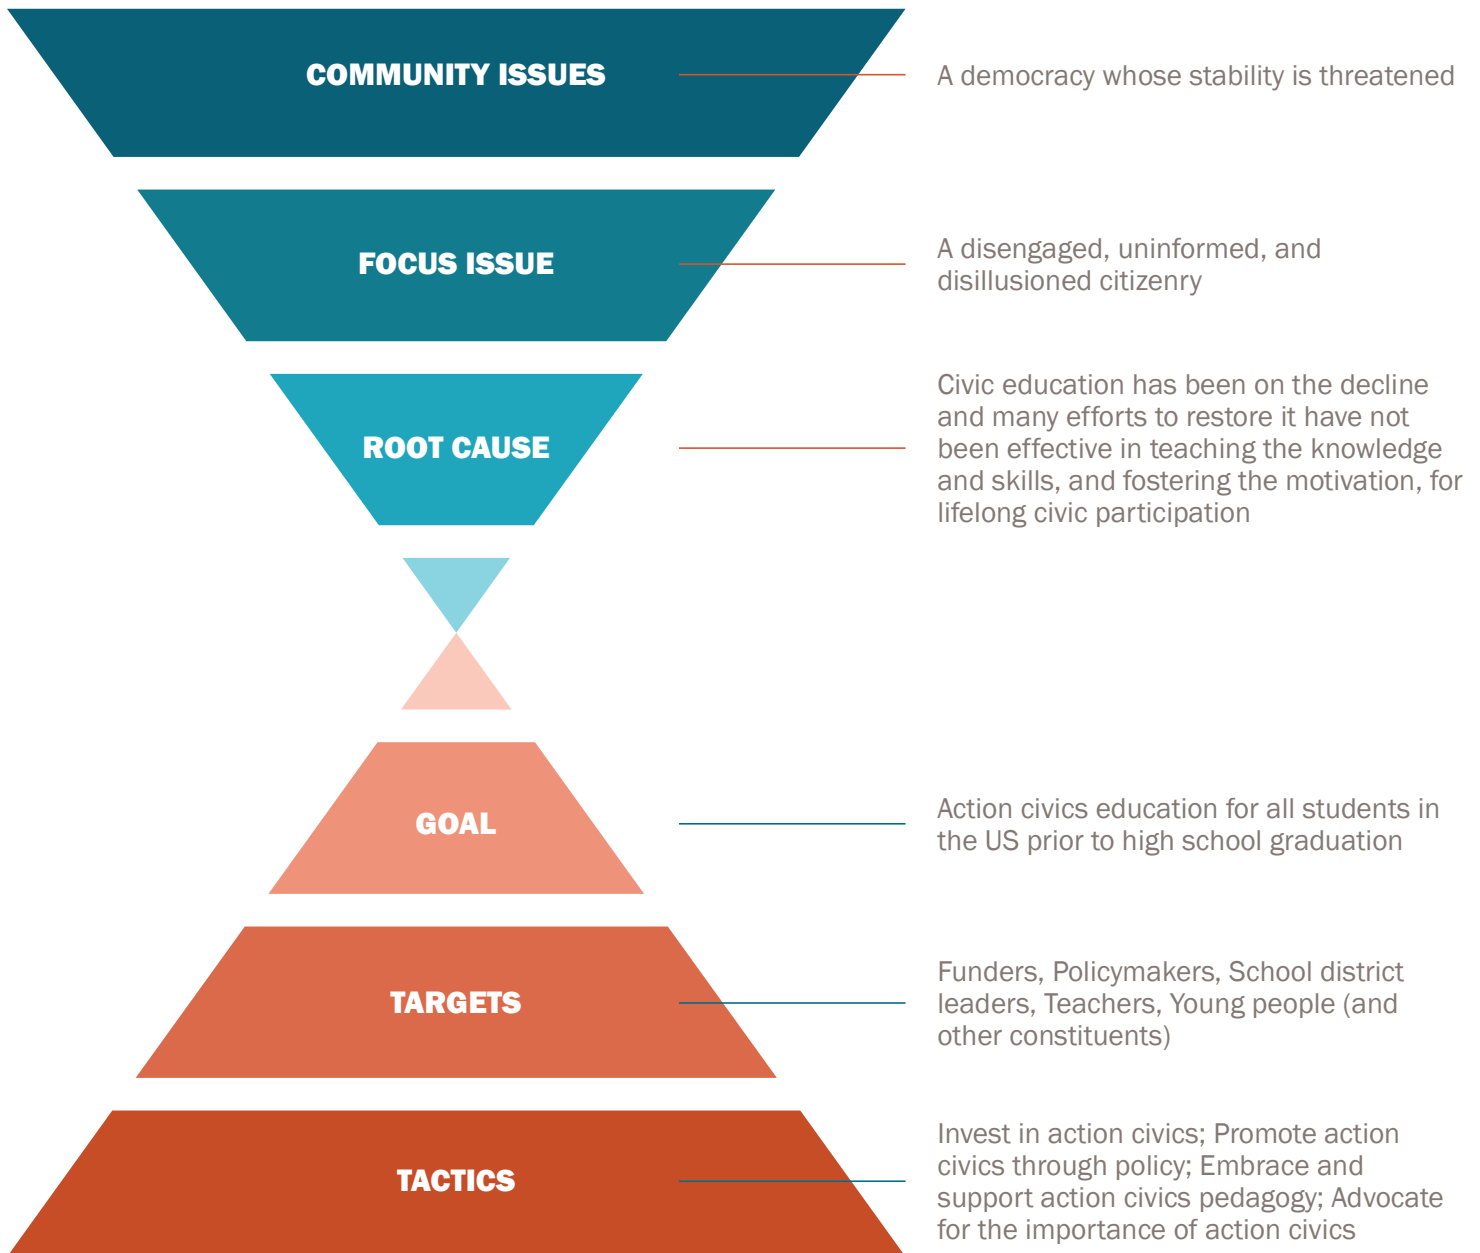 COMMUNITY ISSUES
A democracy whose stability is threatened
FOCUS ISSUE
A disengaged, uninformed, and
disillusioned citizenry
ROOT CAUSE
Civic education has been on the decline
and many efforts to restore it have not
been effective in teaching the knowledge
and skills, and fostering the motivation, for
lifelong civic participation
GOAL
Action civics education for all students in
the US prior to high school graduation
TARGETS
Funders, Policymakers, School district
leaders, Teachers, Young people (and
other constituents)
TACTICS
Invest in action civics; Promote action
civics through policy; Embrace and
support action civics pedagogy; Advocate
for the importance of action civics